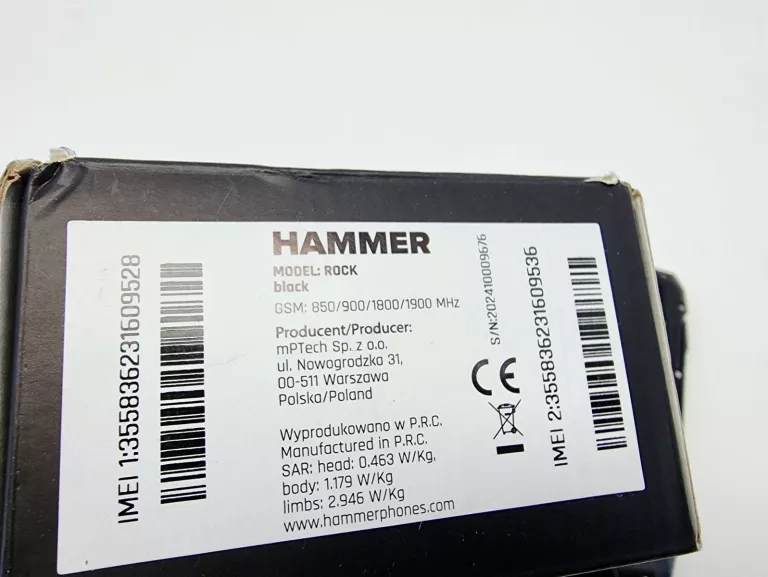 IMEI 1:355836231609528
HAMMER
MODEL: ROCK
black
GSM: 850/900/1800/1900 MHz
Producent/Producer:
mPTech Sp. z o.o.
ul. Nowogrodzka 31,
00-511 Warszawa
Polska/Poland
Wyprodukowano w P.R.C.
Manufactured in P.R.C.
SAR: head: 0.463 W/Kg,
body: 1.179 W/Kg
limbs: 2.946 W/Kg
www.hammerphones.com
S/N:202410009676
CE
IMEI 2:355836231609536